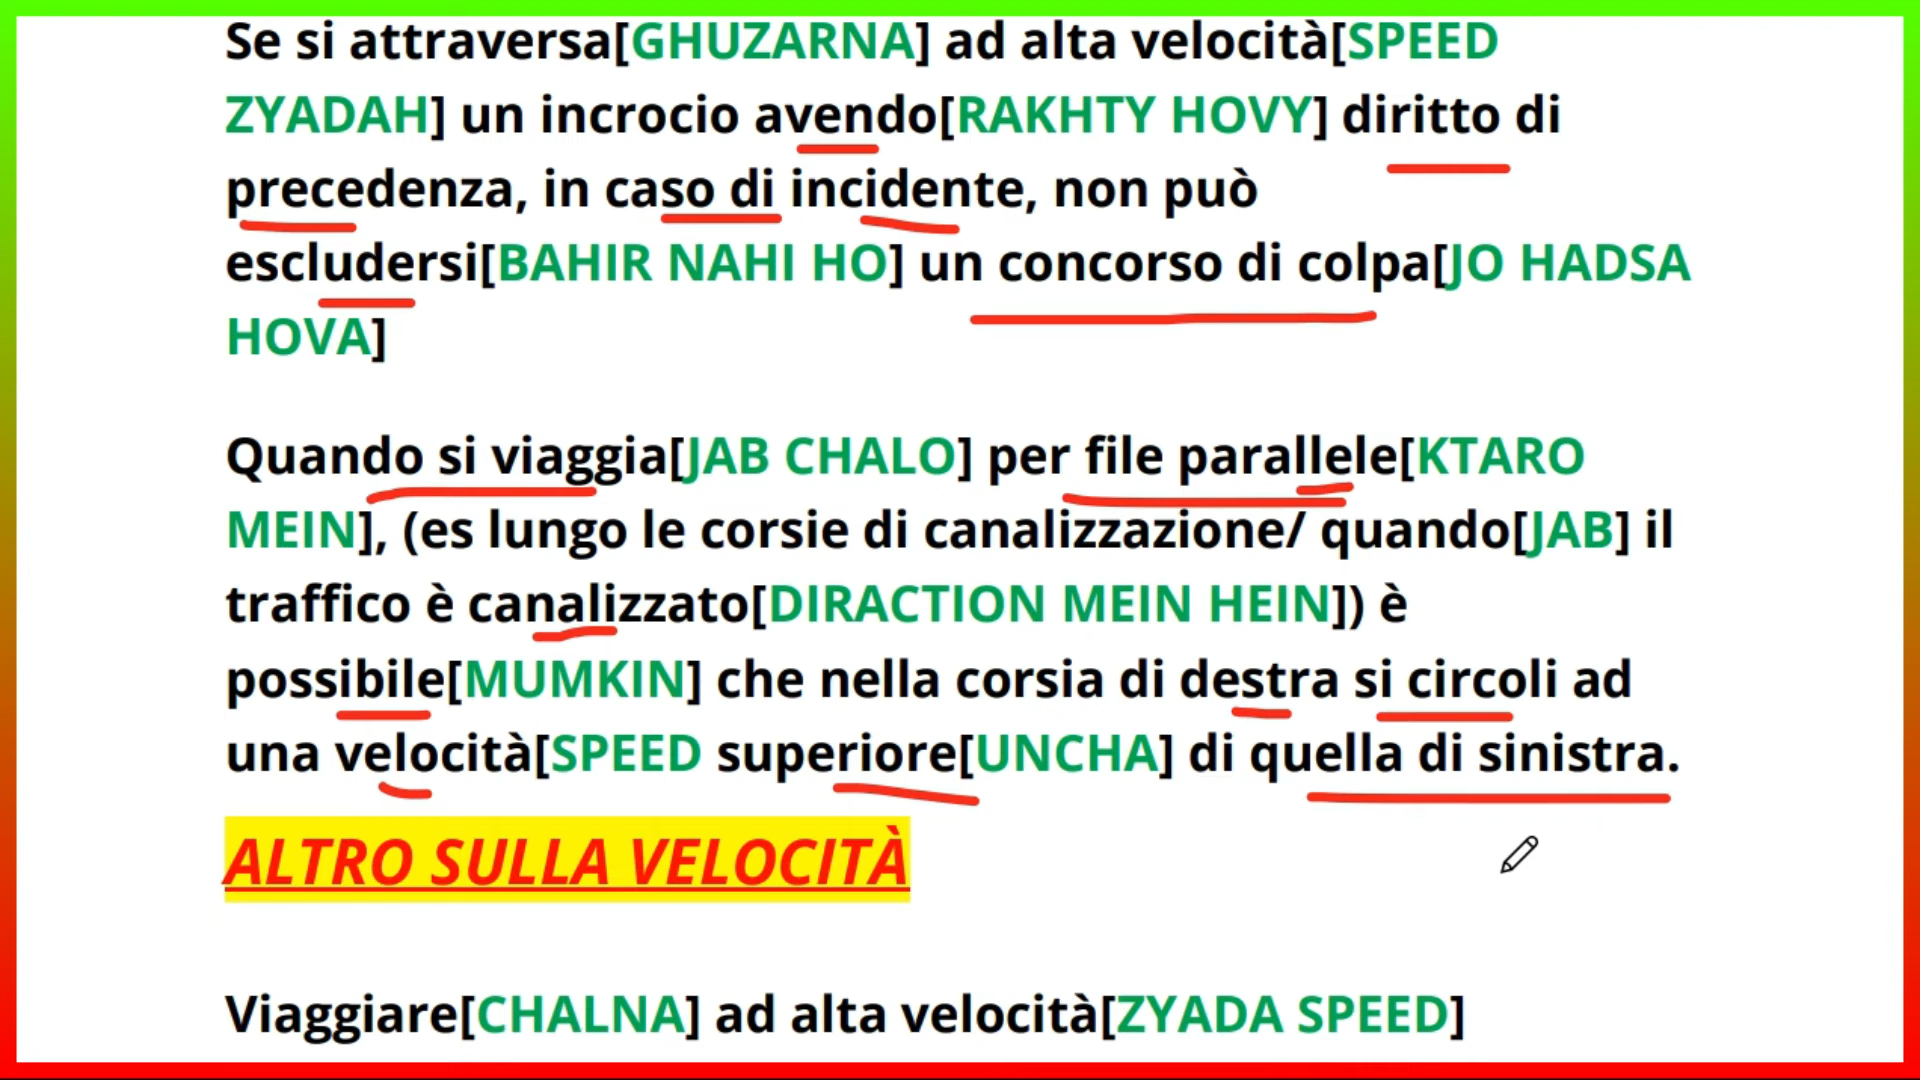 Se si attraversa[GHUZARNA] ad alta velocità[SPEED
ZYADAH] un incrocio avendo[RAKHTY HOVY] diritto di
precedenza, in caso di incidente, non può
escludersi[BAHIR NAHI HO] un concorso di colpa[JO HADSA
HOVA]
Quando si viaggia[JAB CHALO] per file parallele[KTARO
MEIN], (es lungo le corsie di canalizzazione/ quando[JAB] il
traffico è canalizzato[DIRACTION MEIN HEIN]) è
possibile[MUMKIN] che nella corsia di destra si circoli ad
una velocità[SPEED superiore[UNCHA] di quella di sinistra.
ALTRO SULLA VELOCITÀ
Viaggiare[CHALNA] ad alta velocità[ZYADA SPEED]